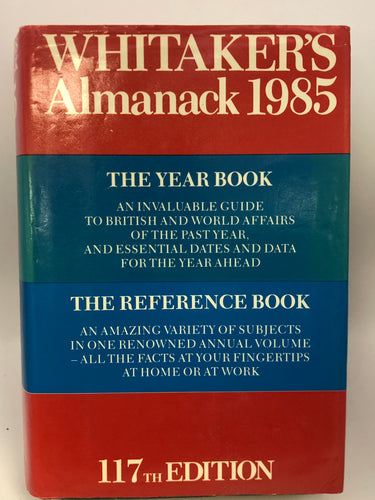 WHITAKER'S
Almanack 1985
THE YEAR BOOK
AN INVALUABLE GUIDE
TO BRITISH AND WORLD AFFAIRS
OF THE PAST YEAR,
AND ESSENTIAL DATES AND DATA
FOR THE YEAR AHEAD
THE REFERENCE BOOK
AN AMAZING VARIETY OF SUBJECTS
IN ONE RENOWNED ANNUAL VOLUME
– ALL THE FACTS AT YOUR FINGERTIPS
AT HOME OR AT WORK
117TH EDITION